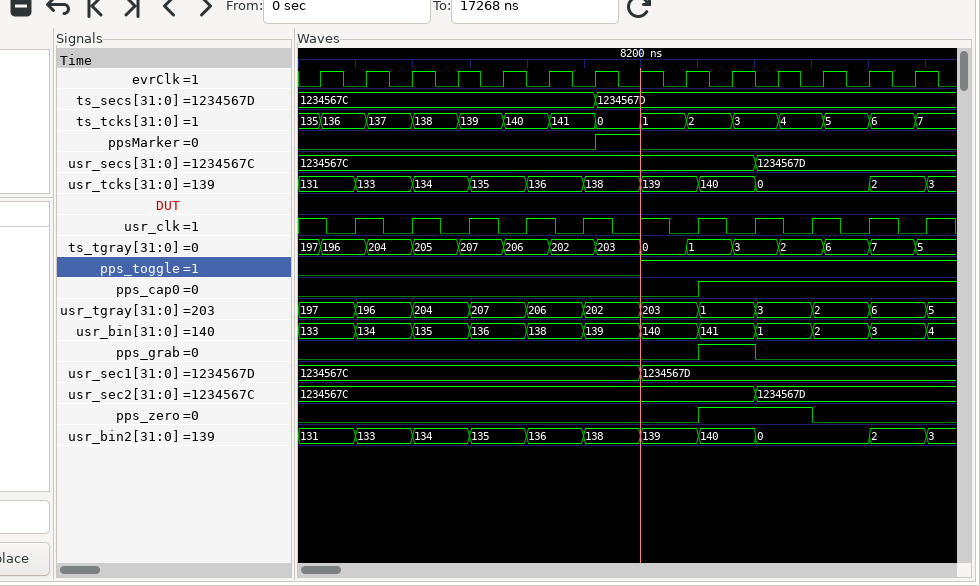 From: 0 sec To: 17268 ns
Signals Waves
Time 8200 ns
evrClk=1
ts_secs[31:0]=1234567D 1234567C 1234567D
ts_tcks[31:0]=1 135 136 137 138 139 140 141 0 1 2 3 4 5 6 7
ppsMarker=0
usr_secs[31:0]=1234567C 1234567C 1234567D
usr_tcks[31:0]=139 131 133 134 135 136 138 139 140 0 2 3
DUT
usr_clk=1
ts_tgray[31:0]=0 197 196 204 205 207 206 202 203 0 1 3 2 6 7 5
pps_toggle=1
pps_cap0=0
usr_tgray[31:0]=203 197 196 204 207 206 202 203 1 3 2 6 5
usr_bin[31:0]=140 133 134 135 136 138 139 140 141 1 2 3 4
pps_grab=0
usr_sec1[31:0]=1234567D 1234567C 1234567D
usr_sec2[31:0]=1234567C 1234567C 1234567D
pps_zero=0
usr_bin2[31:0]=139 131 133 134 135 136 138 139 140 0 2 3
lace